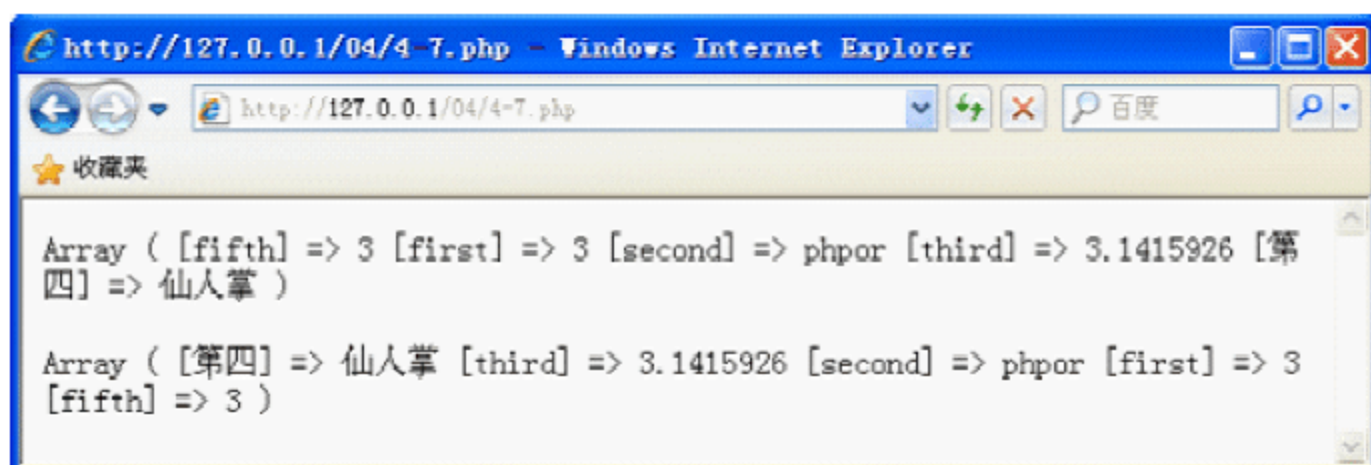 http://127.0.0.1/04/4-7.php - Windows Internet Explorer
http://127.0.0.1/04/4-7.php
百度
收藏夹
Array ( [fifth] => 3 [first] => 3 [second] => phpor [third] => 3.1415926 [第
四] => 仙人掌 )
Array ( [第四] => 仙人掌 [third] => 3.1415926 [second] => phpor [first] => 3
[fifth] => 3 )